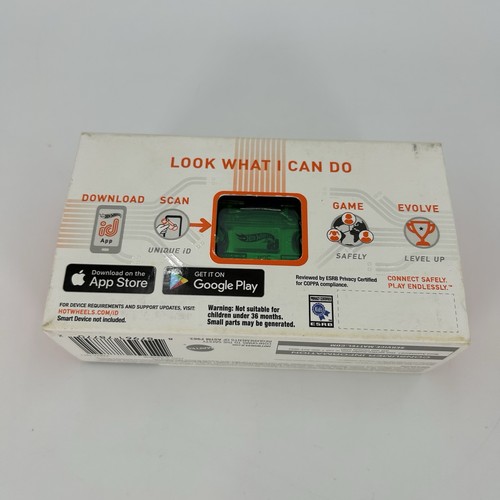 LOOK WHAT I CAN DO
DOWNLOAD
SCAN
GAME
EVOLVE
id
App
UNIQUE iD
SAFELY
LEVEL UP
Download on the
App Store
GET IT ON
Google Play
Reviewed by ESRB Privacy Certified
for COPPA compliance.
CONNECT SAFELY.
PLAY ENDLESSLY.™
FOR DEVICE REQUIREMENTS AND SUPPORT UPDATES, VISIT
HOTWHEELS.COM/ID
Smart Device not included.
Warning: Not suitable for
children under 36 months.
Small parts may be generated.
PRIVACY CERTIFIED
ESRB